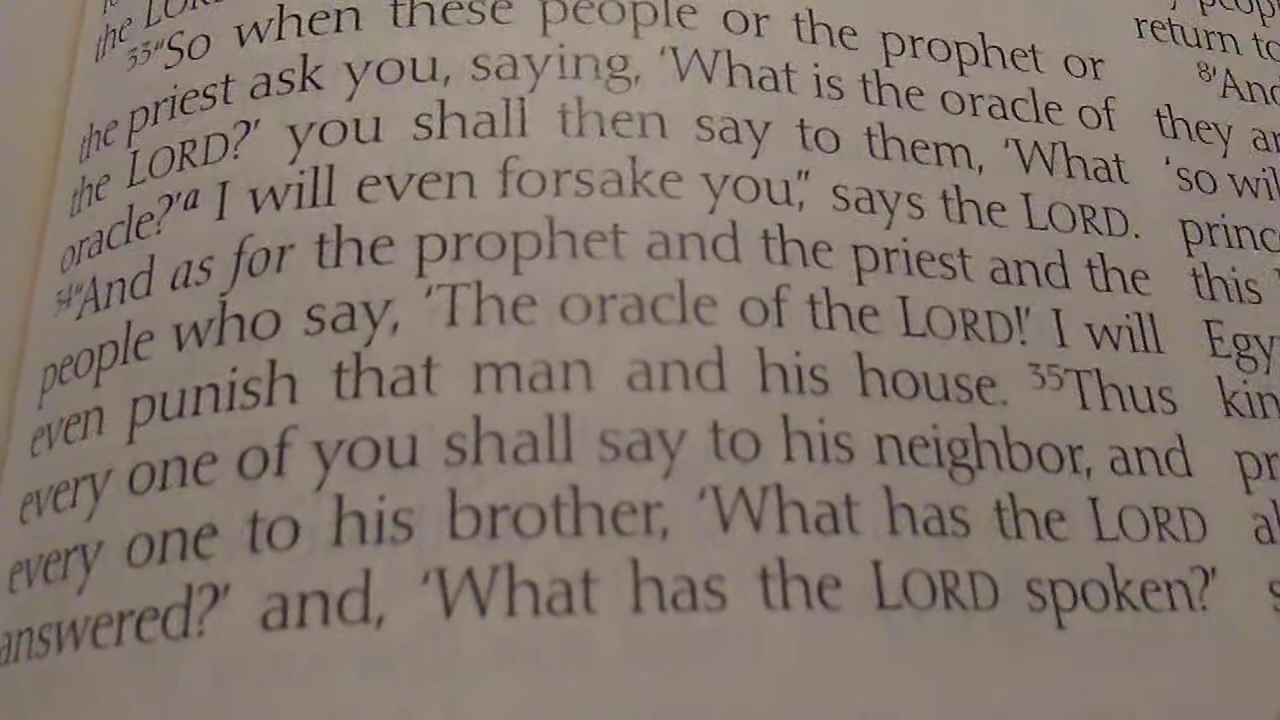 the LOR
33"So when these people or the prophet or
the priest ask you, saying, 'What is the oracle of
the LORD?' you shall then say to them, 'What
oracle?'a I will even forsake you," says the LORD.
34"And as for the prophet and the priest and the
people who say, 'The oracle of the LORD!' I will
even punish that man and his house. 35Thus
every one of you shall say to his neighbor, and
every one to his brother, 'What has the LORD
answered?' and, 'What has the LORD spoken?'
return to
8'And
they ar
'so wil
princ
this
Egy
kin
pr
al
s